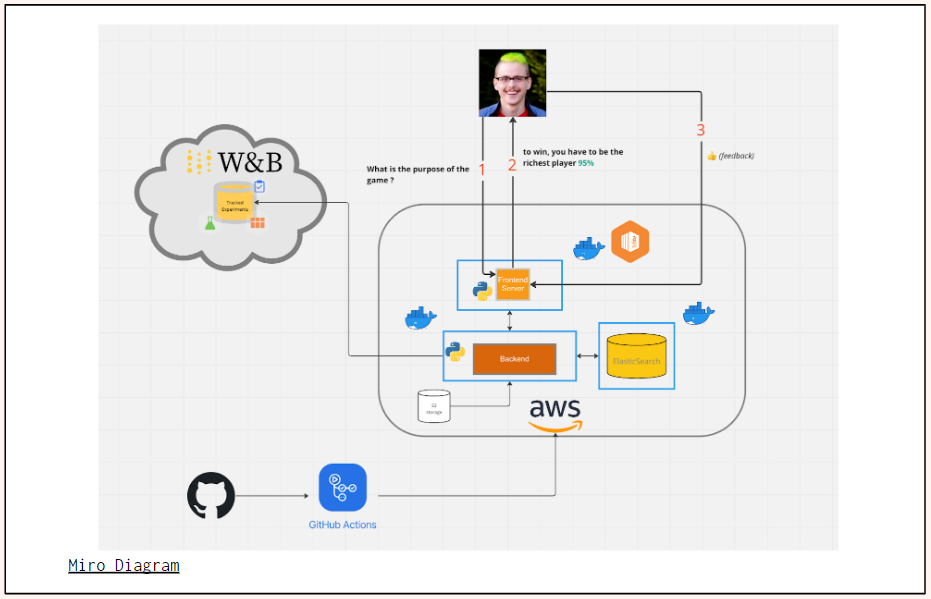 W&B
Tracked
Experiments
What is the purpose of the
game ?
1
2
to win, you have to be the
richest player 95%
3
👍 (feedback)
Frontend
Server
Backend
ElasticSearch
storage
aws
GitHub Actions
Miro Diagram